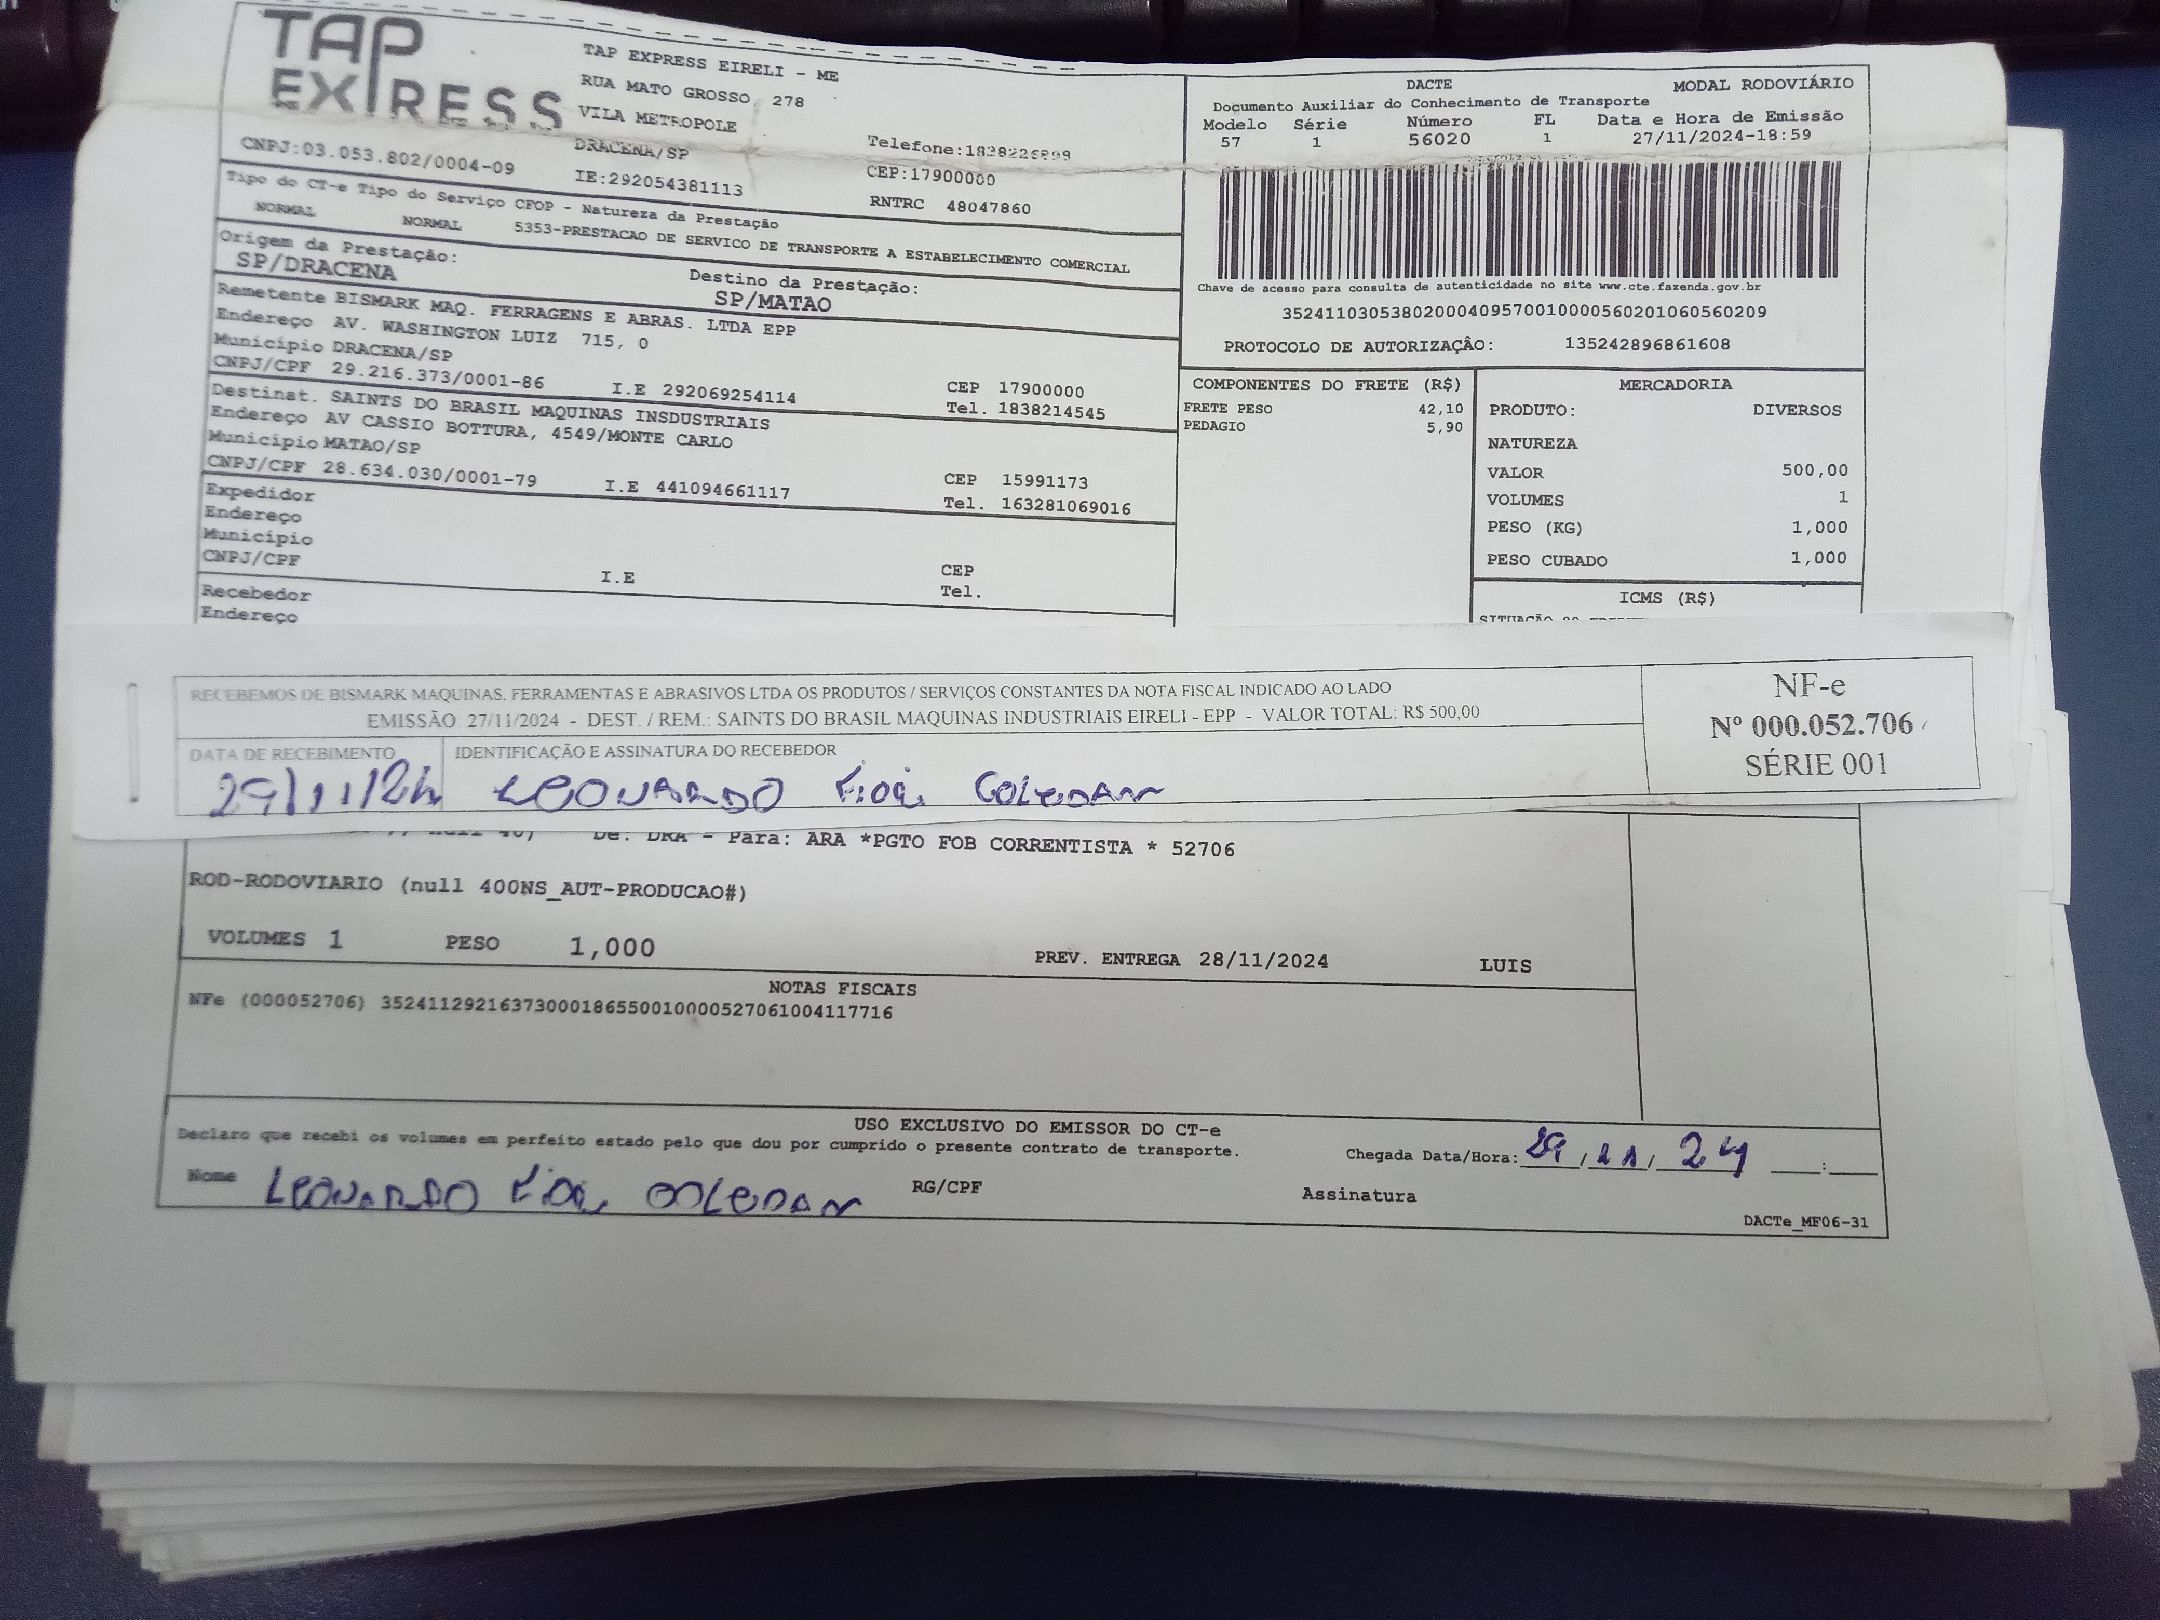 TAP
EXPRESS
TAP EXPRESS EIRELI - ME
RUA MATO GROSSO, 278
VILA METROPOLE
DRACENA/SP
Telefone:1838226899
CNPJ:03.053.802/0004-09
IE:292054381113
CEP:17900000
RNTRC 48047860
DACTE
MODAL RODOVIÁRIO
Documento Auxiliar do Conhecimento de Transporte
Modelo Série Número FL Data e Hora de Emissão
57 1 56020 1 27/11/2024-18:59
Tipo do CT-e Tipo do Serviço CFOP - Natureza da Prestação
NORMAL NORMAL 5353-PRESTACAO DE SERVICO DE TRANSPORTE A ESTABELECIMENTO COMERCIAL
Origem da Prestação:
SP/DRACENA
Destino da Prestação:
SP/MATAO
Chave de acesso para consulta de autenticidade no site www.cte.fazenda.gov.br
35241103053802000409570010000560201060560209
PROTOCOLO DE AUTORIZAÇÃO: 135242896861608
Remetente BISMARK MAQ. FERRAGENS E ABRAS. LTDA EPP
Endereço AV. WASHINGTON LUIZ 715, 0
Município DRACENA/SP CEP 17900000
CNPJ/CPF 29.216.373/0001-86 I.E 292069254114 Tel. 1838214545
Destinat. SAINTS DO BRASIL MAQUINAS INSDUSTRIAIS
Endereço AV CASSIO BOTTURA, 4549/MONTE CARLO
Município MATAO/SP CEP 15991173
CNPJ/CPF 28.634.030/0001-79 I.E 441094661117 Tel. 163281069016
Expedidor
Endereço
Município CEP
CNPJ/CPF I.E Tel.
Recebedor
Endereço
COMPONENTES DO FRETE (R$)
FRETE PESO 42,10
PEDAGIO 5,90
MERCADORIA
PRODUTO: DIVERSOS
NATUREZA
VALOR 500,00
VOLUMES 1
PESO (KG) 1,000
PESO CUBADO 1,000
ICMS (R$)
RECEBEMOS DE BISMARK MAQUINAS. FERRAMENTAS E ABRASIVOS LTDA OS PRODUTOS / SERVIÇOS CONSTANTES DA NOTA FISCAL INDICADO AO LADO
EMISSÃO: 27/11/2024 - DEST. / REM.: SAINTS DO BRASIL MAQUINAS INDUSTRIAIS EIRELI - EPP - VALOR TOTAL: R$ 500,00
DATA DE RECEBIMENTO IDENTIFICAÇÃO E ASSINATURA DO RECEBEDOR
29/11/24 LEONARDO
NF-e
Nº 000.052.706
SÉRIE 001
De: DRA - Para: ARA *PGTO FOB CORRENTISTA * 52706
ROD-RODOVIARIO (null 400NS_AUT-PRODUCAO#)
VOLUMES 1 PESO 1,000 PREV. ENTREGA 28/11/2024 LUIS
NOTAS FISCAIS
NFe (000052706) 35241129216373000186550010000527061004117716
USO EXCLUSIVO DO EMISSOR DO CT-e
Declaro que recebi os volumes em perfeito estado pelo que dou por cumprido o presente contrato de transporte.
Chegada Data/Hora: 29/11/24 __:__
Nome LEONARDO RG/CPF Assinatura
DACTe_MF06-31